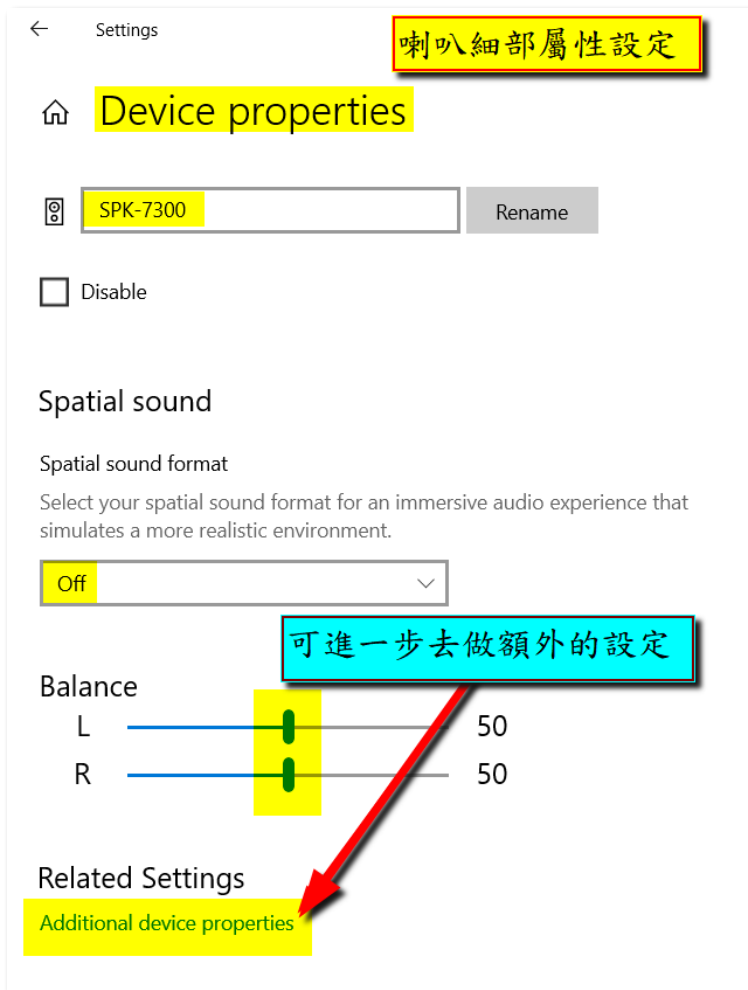 Settings
喇叭細部屬性設定
Device properties
SPK-7300
Rename
Disable
Spatial sound
Spatial sound format
Select your spatial sound format for an immersive audio experience that
simulates a more realistic environment.
Off
可進一步去做額外的設定
Balance
L 50
R 50
Related Settings
Additional device properties